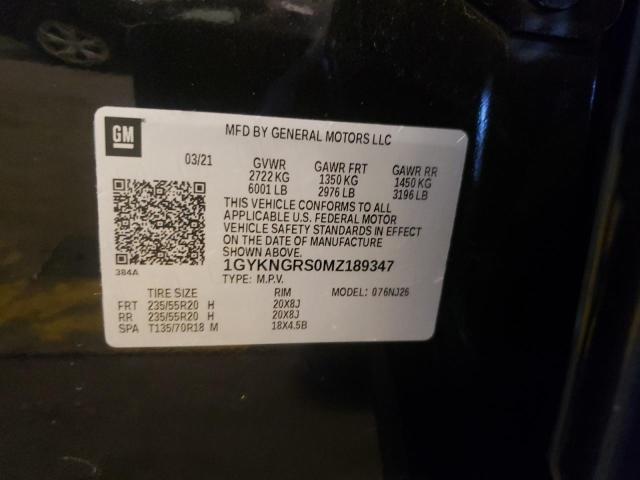 GM
MFD BY GENERAL MOTORS LLC
03/21 GVWR GAWR FRT GAWR RR
2722 KG 1350 KG 1450 KG
6001 LB 2976 LB 3196 LB
THIS VEHICLE CONFORMS TO ALL
APPLICABLE U.S. FEDERAL MOTOR
VEHICLE SAFETY STANDARDS IN EFFECT
ON THE DATE OF MANUFACTURE
SHOWN ABOVE.
384A
1GYKNGRS0MZ189347
TYPE: M.P.V.
TIRE SIZE RIM MODEL: 076NJ26
FRT 235/55R20 H 20X8J
RR 235/55R20 H 20X8J
SPA T135/70R18 M 18X4.5B